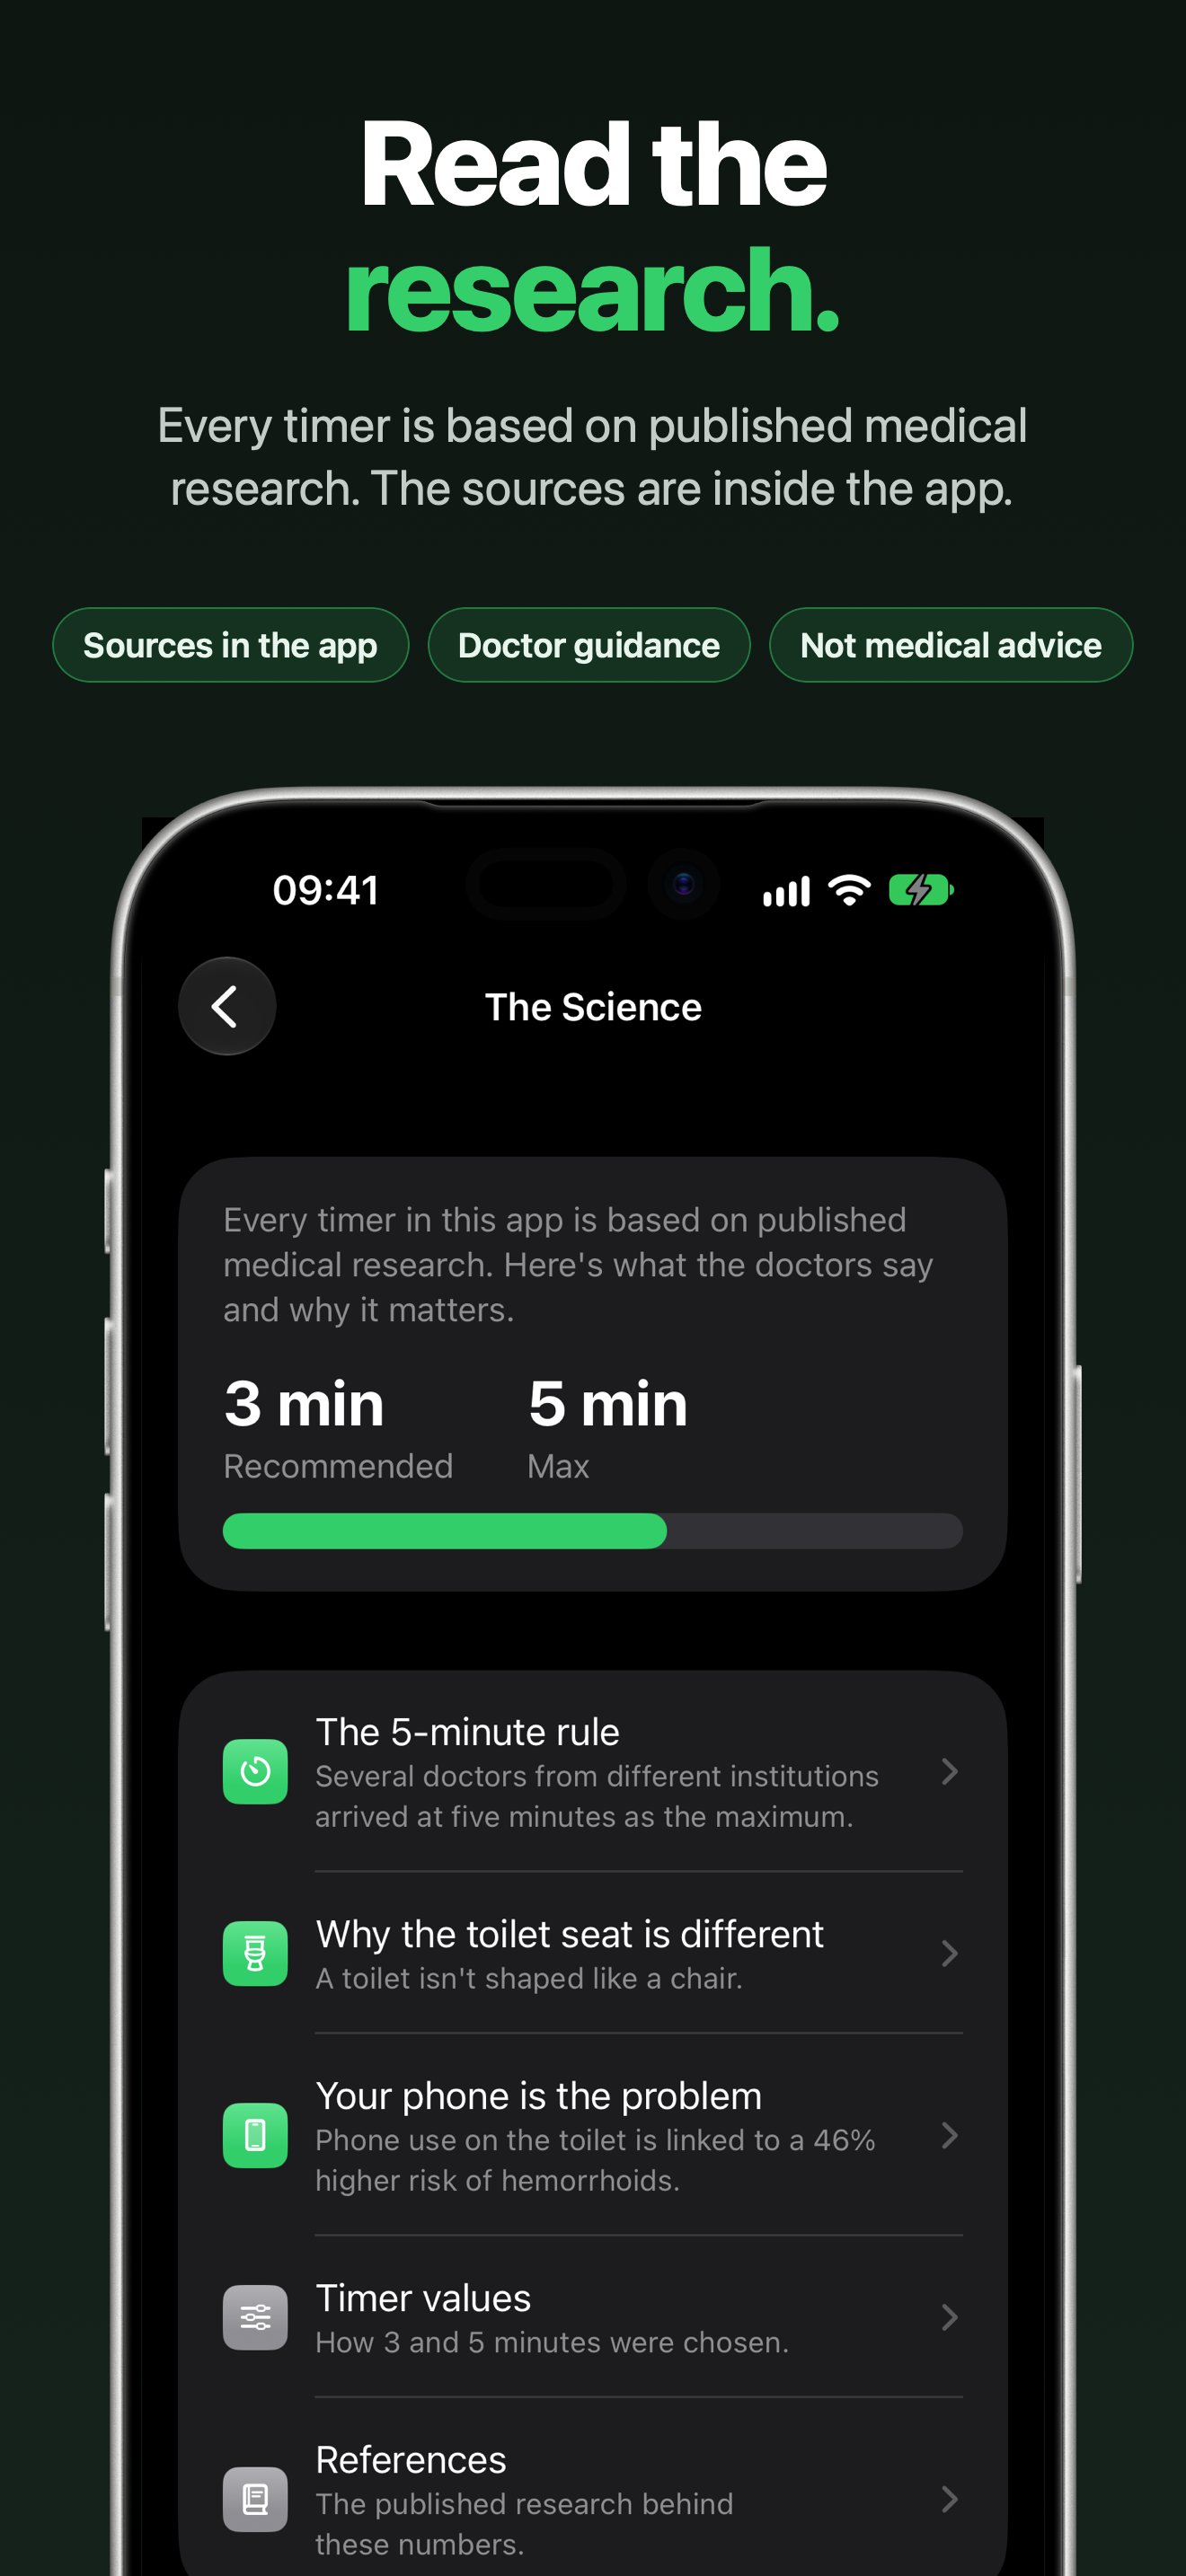 Read the
research.
Every timer is based on published medical
research. The sources are inside the app.
Sources in the app
Doctor guidance
Not medical advice
09:41
The Science
Every timer in this app is based on published
medical research. Here's what the doctors say
and why it matters.
3 min
5 min
Recommended
Max
The 5-minute rule
Several doctors from different institutions
arrived at five minutes as the maximum.
Why the toilet seat is different
A toilet isn't shaped like a chair.
Your phone is the problem
Phone use on the toilet is linked to a 46%
higher risk of hemorrhoids.
Timer values
How 3 and 5 minutes were chosen.
References
The published research behind
these numbers.